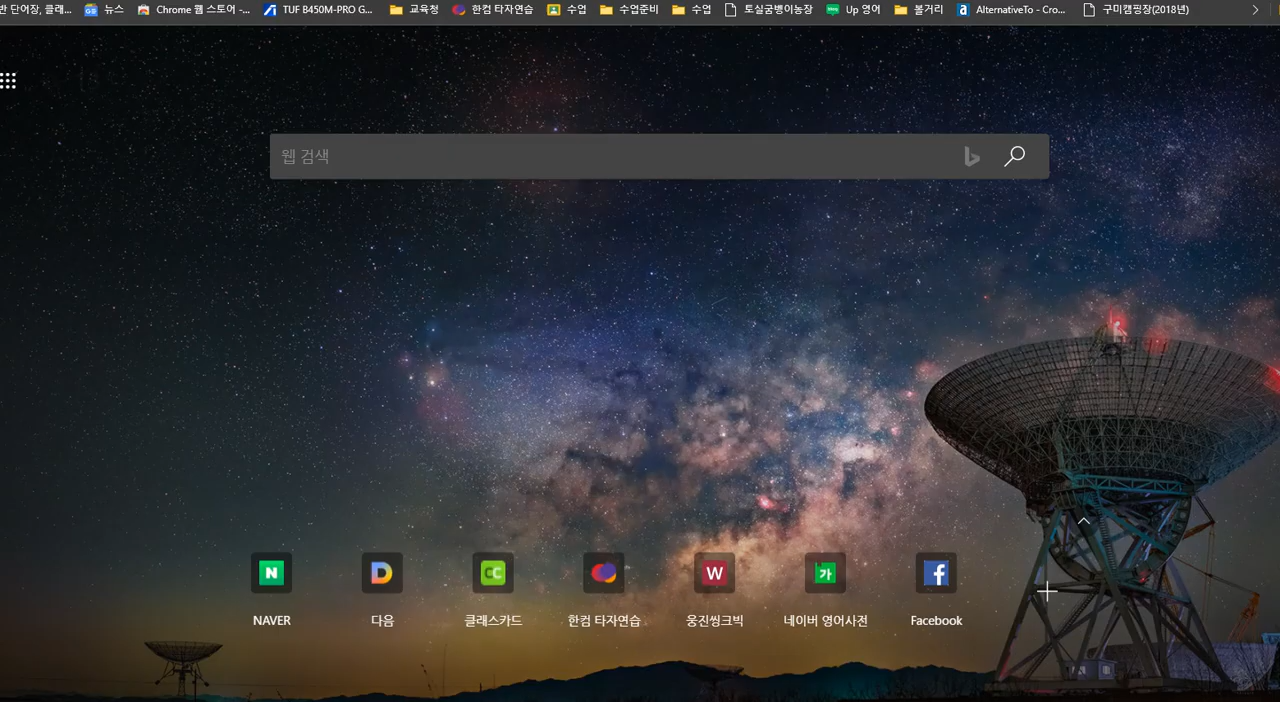 반 단어장, 클래... 뉴스 Chrome 웹 스토어 -... TUF B450M-PRO G... 교육청 한컴 타자연습 수업 수업준비 수업 토실굼벵이농장 Up 영어 볼거리 AlternativeTo - Cro... 구미캠핑장(2018년)
웹 검색
NAVER 다음 클래스카드 한컴 타자연습 웅진씽크빅 네이버 영어사전 Facebook